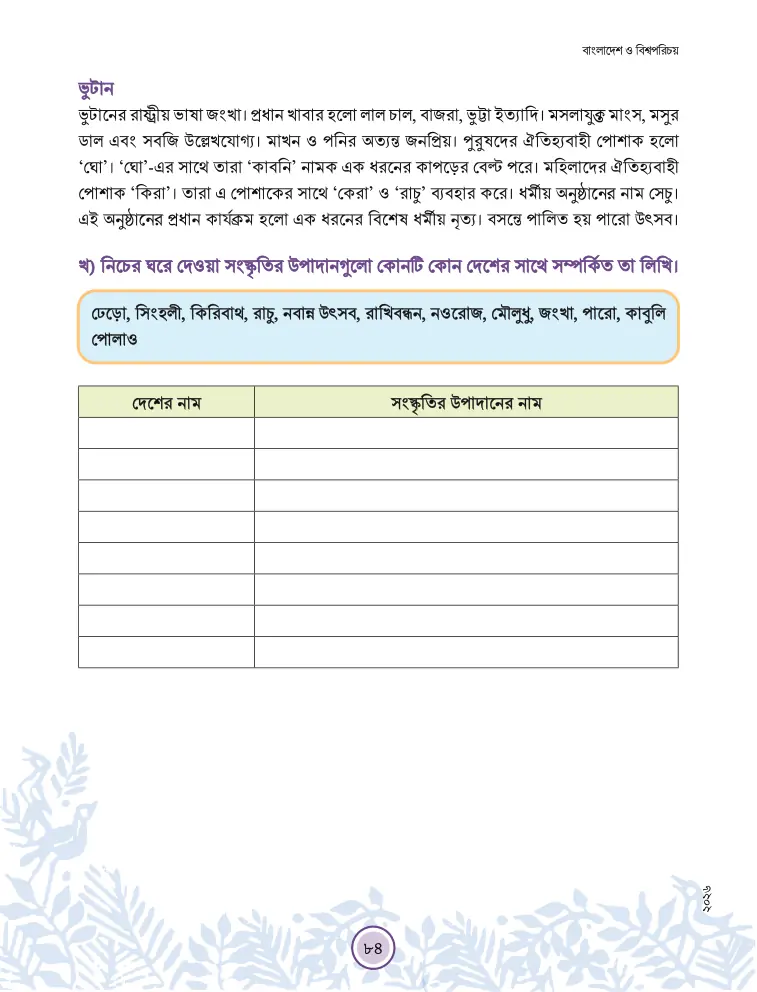 বাংলাদেশ ও বিশ্বপরিচয়
ভুটান
ভুটানের রাষ্ট্রীয় ভাষা জংখা। প্রধান খাবার হলো লাল চাল, বাজরা, ভুট্টা ইত্যাদি। মসলাযুক্ত মাংস, মসুর
ডাল এবং সবজি উল্লেখযোগ্য। মাখন ও পনির অত্যন্ত জনপ্রিয়। পুরুষদের ঐতিহ্যবাহী পোশাক হলো
‘ঘো’। ‘ঘো’-এর সাথে তারা ‘কাবনি’ নামক এক ধরনের কাপড়ের বেল্ট পরে। মহিলাদের ঐতিহ্যবাহী
পোশাক ‘কিরা’। তারা এ পোশাকের সাথে ‘কেরা’ ও ‘রাচু’ ব্যবহার করে। ধর্মীয় অনুষ্ঠানের নাম সেচু।
এই অনুষ্ঠানের প্রধান কার্যক্রম হলো এক ধরনের বিশেষ ধর্মীয় নৃত্য। বসন্তে পালিত হয় পারো উৎসব।
খ) নিচের ঘরে দেওয়া সংস্কৃতির উপাদানগুলো কোনটি কোন দেশের সাথে সম্পর্কিত তা লিখি।
ঢেড়ো, সিংহলী, কিরিবাথ, রাচু, নবান্ন উৎসব, রাখিবন্ধন, নওরোজ, মৌলুধু, জংখা, পারো, কাবুলি
পোলাও
দেশের নাম সংস্কৃতির উপাদানের নাম
২০২৬
৮৪